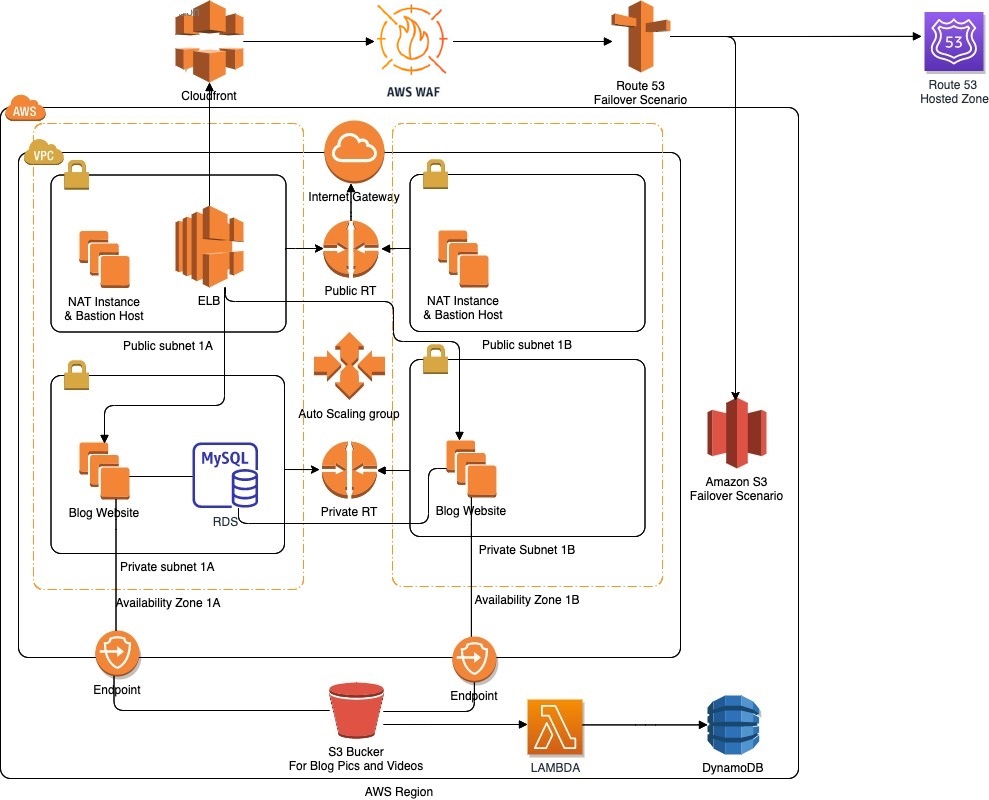 Cloudfront
AWS WAF
Route 53
Failover Scenario
53
Route 53
Hosted Zone
AWS
VPC
Internet Gateway
NAT Instance
& Bastion Host
ELB
Public RT
NAT Instance
& Bastion Host
Public subnet 1A
Public subnet 1B
Auto Scaling group
MySQL
Blog Website
RDS
Private RT
Blog Website
Amazon S3
Failover Scenario
Private subnet 1A
Private Subnet 1B
Availability Zone 1A
Availability Zone 1B
Endpoint
Endpoint
S3 Bucker
For Blog Pics and Videos
LAMBDA
DynamoDB
AWS Region